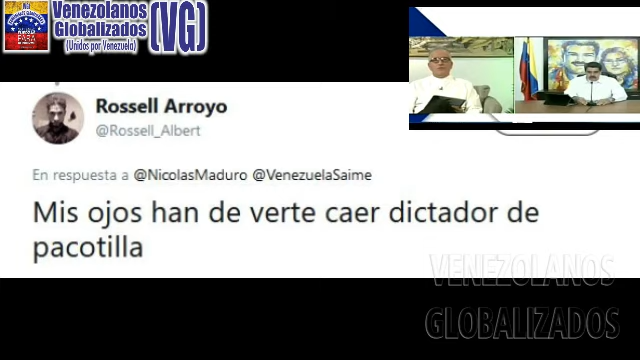 Venezolanos
Globalizados
(Unidos por Venezuela)
(VG)
Rossell Arroyo
@Rossell_Albert
En respuesta a @NicolasMaduro @VenezuelaSaime
Mis ojos han de verte caer dictador de
pacotilla
VENEZOLANOS
GLOBALIZADOS